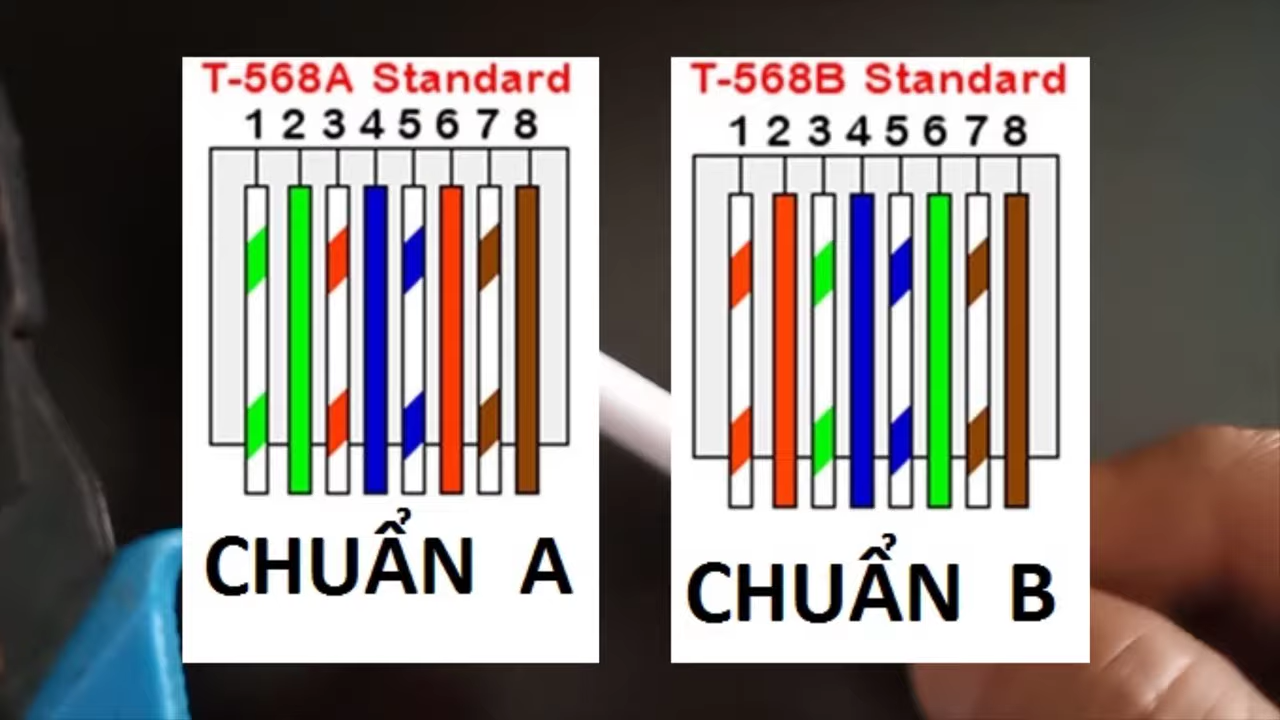 T-568A Standard
1 2 3 4 5 6 7 8
CHUẨN A
T-568B Standard
1 2 3 4 5 6 7 8
CHUẨN B